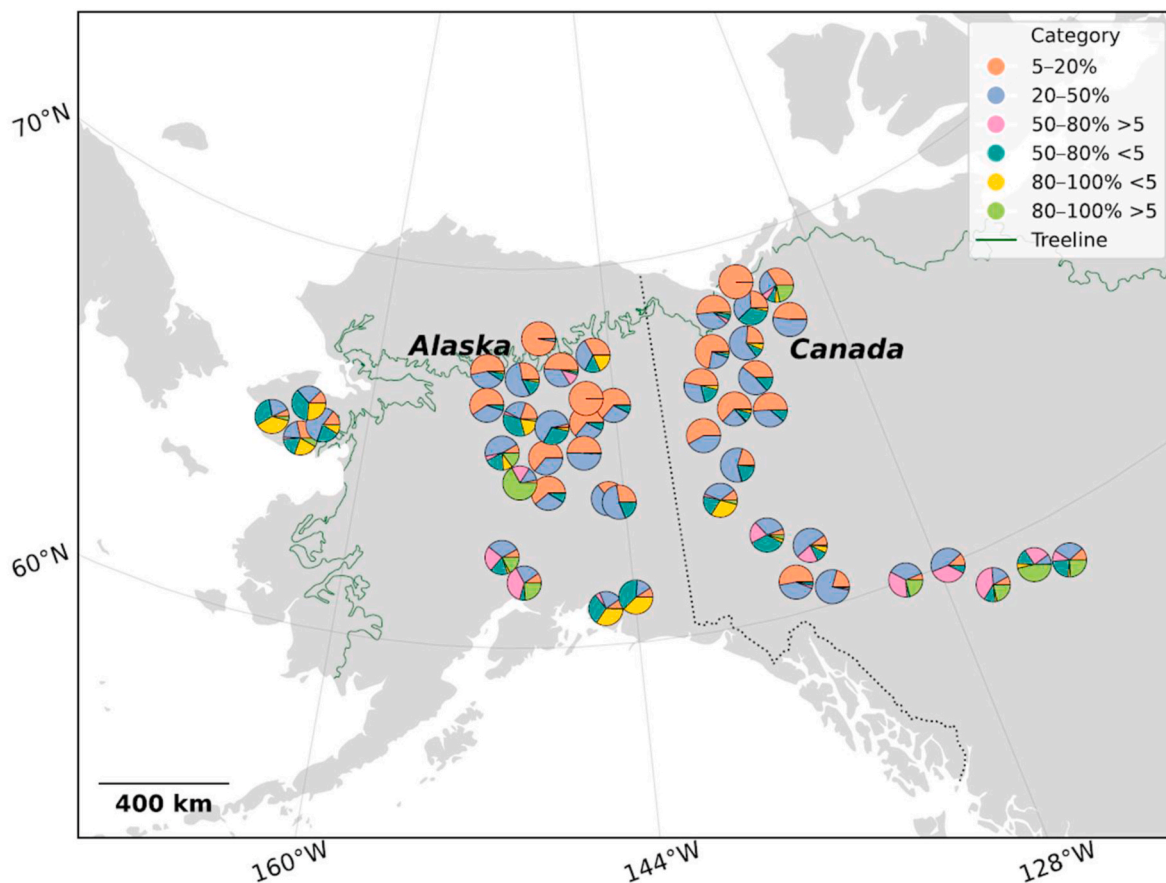 Category
5–20%
20–50%
50–80% >5
50–80% <5
80–100% <5
80–100% >5
Treeline
70°N
Alaska
Canada
60°N
400 km
160°W
144°W
128°W